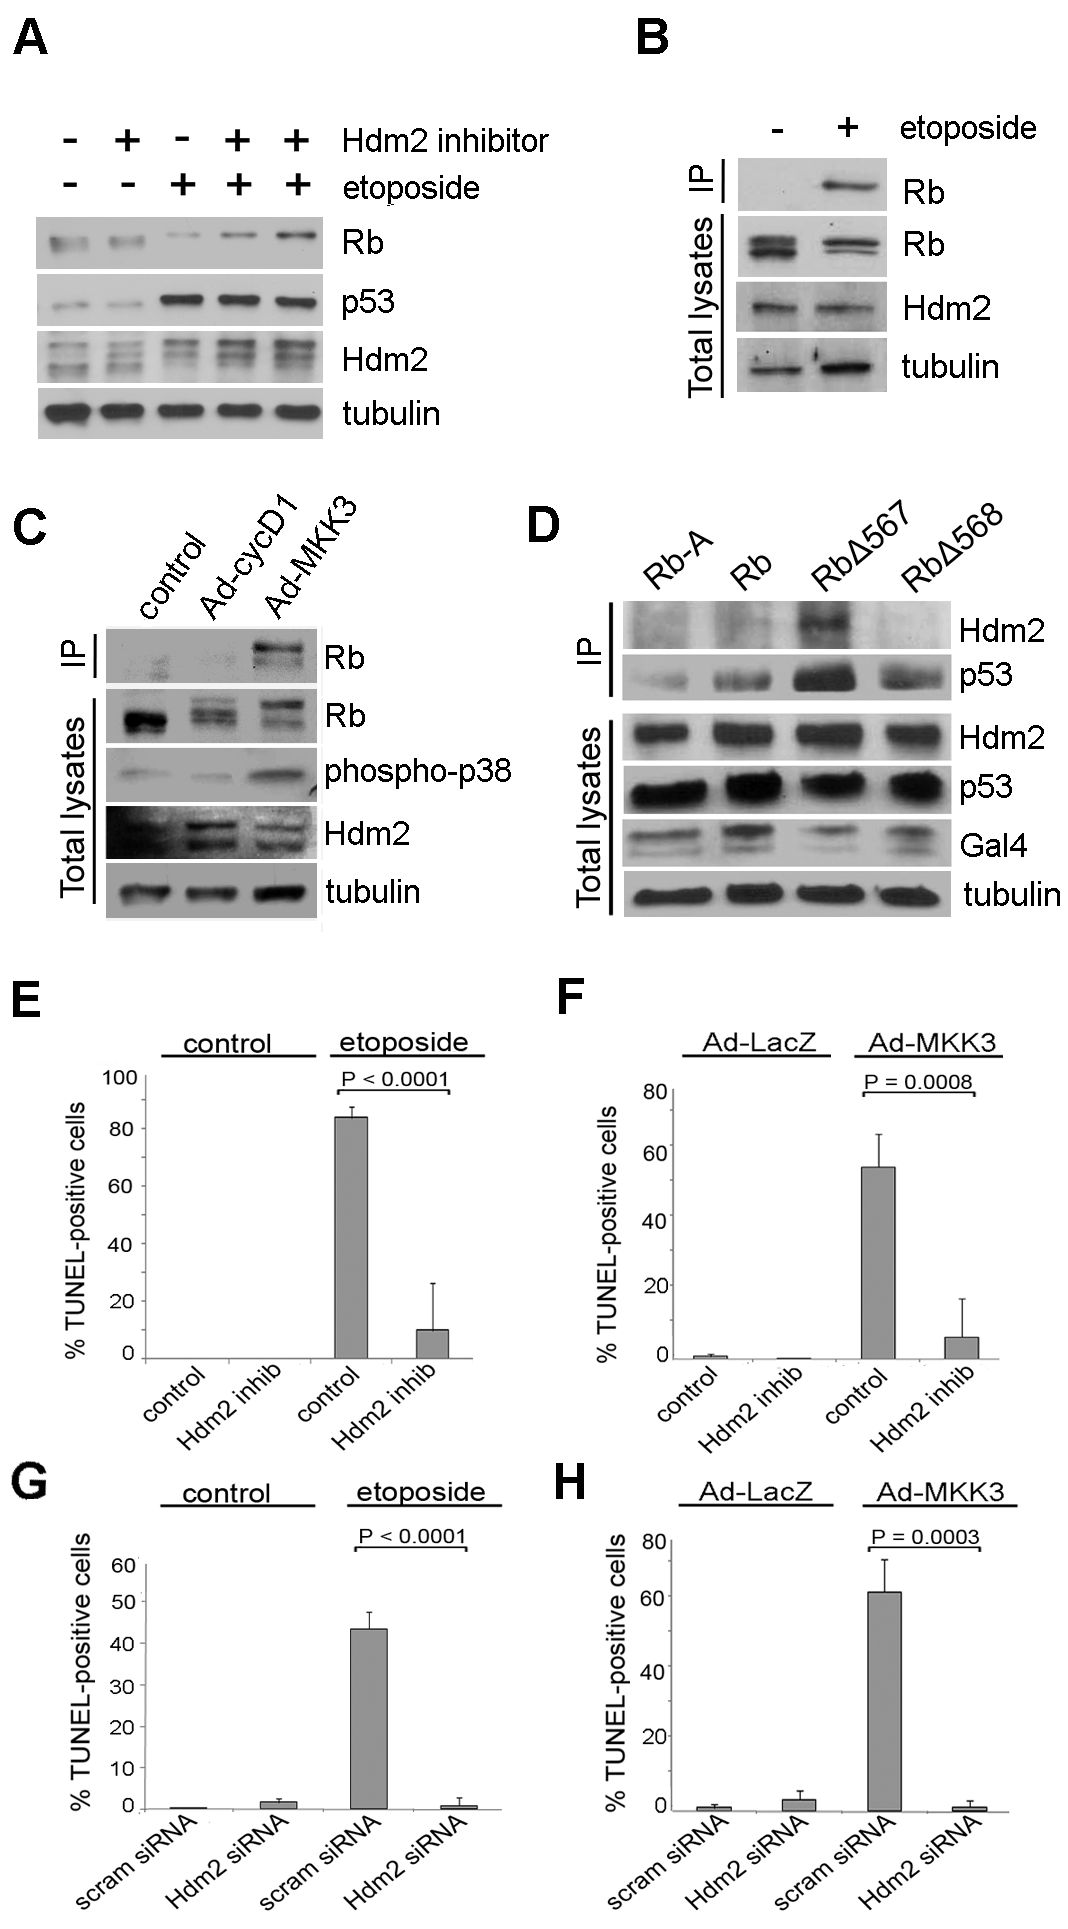 A
- + - + + Hdm2 inhibitor
- - + + + etoposide
Rb
p53
Hdm2
tubulin
B
- + etoposide
IP
Rb
Total lysates
Rb
Hdm2
tubulin
C
control
Ad-cycD1
Ad-MKK3
IP
Rb
Total lysates
Rb
phospho-p38
Hdm2
tubulin
D
Rb-A
Rb
RbΔ567
RbΔ568
IP
Hdm2
p53
Total lysates
Hdm2
p53
Gal4
tubulin
E
control
etoposide
P < 0.0001
% TUNEL-positive cells
100
80
60
40
20
0
control
Hdm2 inhib
control
Hdm2 inhib
F
Ad-LacZ
Ad-MKK3
P = 0.0008
% TUNEL-positive cells
80
60
40
20
0
control
Hdm2 inhib
control
Hdm2 inhib
G
control
etoposide
P < 0.0001
% TUNEL-positive cells
60
50
40
30
20
10
0
scram siRNA
Hdm2 siRNA
scram siRNA
Hdm2 siRNA
H
Ad-LacZ
Ad-MKK3
P = 0.0003
% TUNEL-positive cells
80
60
40
20
0
scram siRNA
Hdm2 siRNA
scram siRNA
Hdm2 siRNA